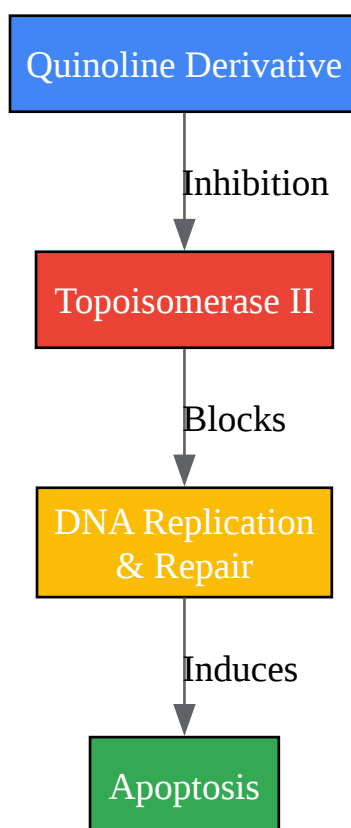 Quinoline Derivative
Inhibition
Topoisomerase II
Blocks
DNA Replication
& Repair
Induces
Apoptosis